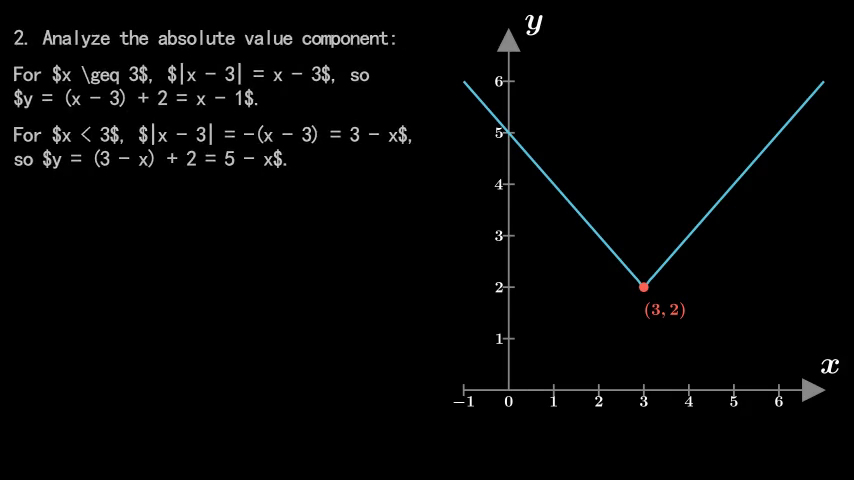 2. Analyze the absolute value component:
For $x \geq 3$, $|x − 3| = x − 3$, so
$y = (x − 3) + 2 = x − 1$.
For $x < 3$, $|x − 3| = −(x − 3) = 3 − x$,
so $y = (3 − x) + 2 = 5 − x$.
y
6
5
4
3
2
1
(3, 2)
x
−1 0 1 2 3 4 5 6